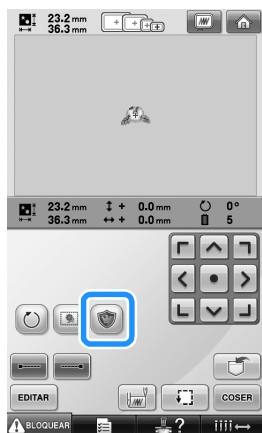 23.2 mm
36.3 mm
23.2 mm + 0.0 mm 0°
36.3 mm + 0.0 mm 5
EDITAR COSER
BLOQUEAR ?